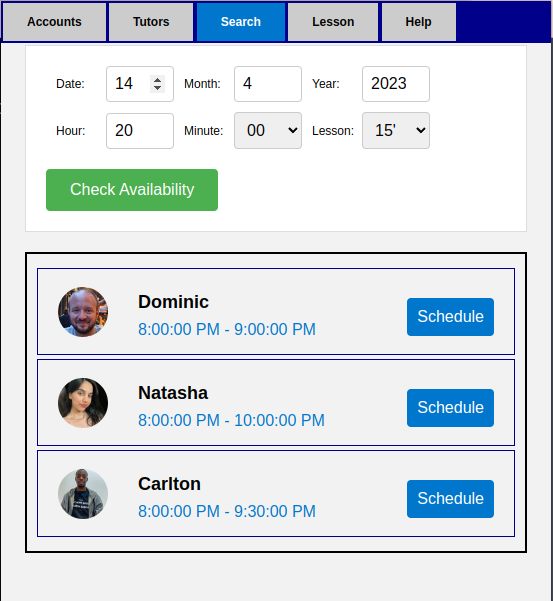 Accounts Tutors Search Lesson Help
Date: 14 Month: 4 Year: 2023
Hour: 20 Minute: 00 Lesson: 15'
Check Availability
Dominic
8:00:00 PM - 9:00:00 PM
Schedule
Natasha
8:00:00 PM - 10:00:00 PM
Schedule
Carlton
8:00:00 PM - 9:30:00 PM
Schedule